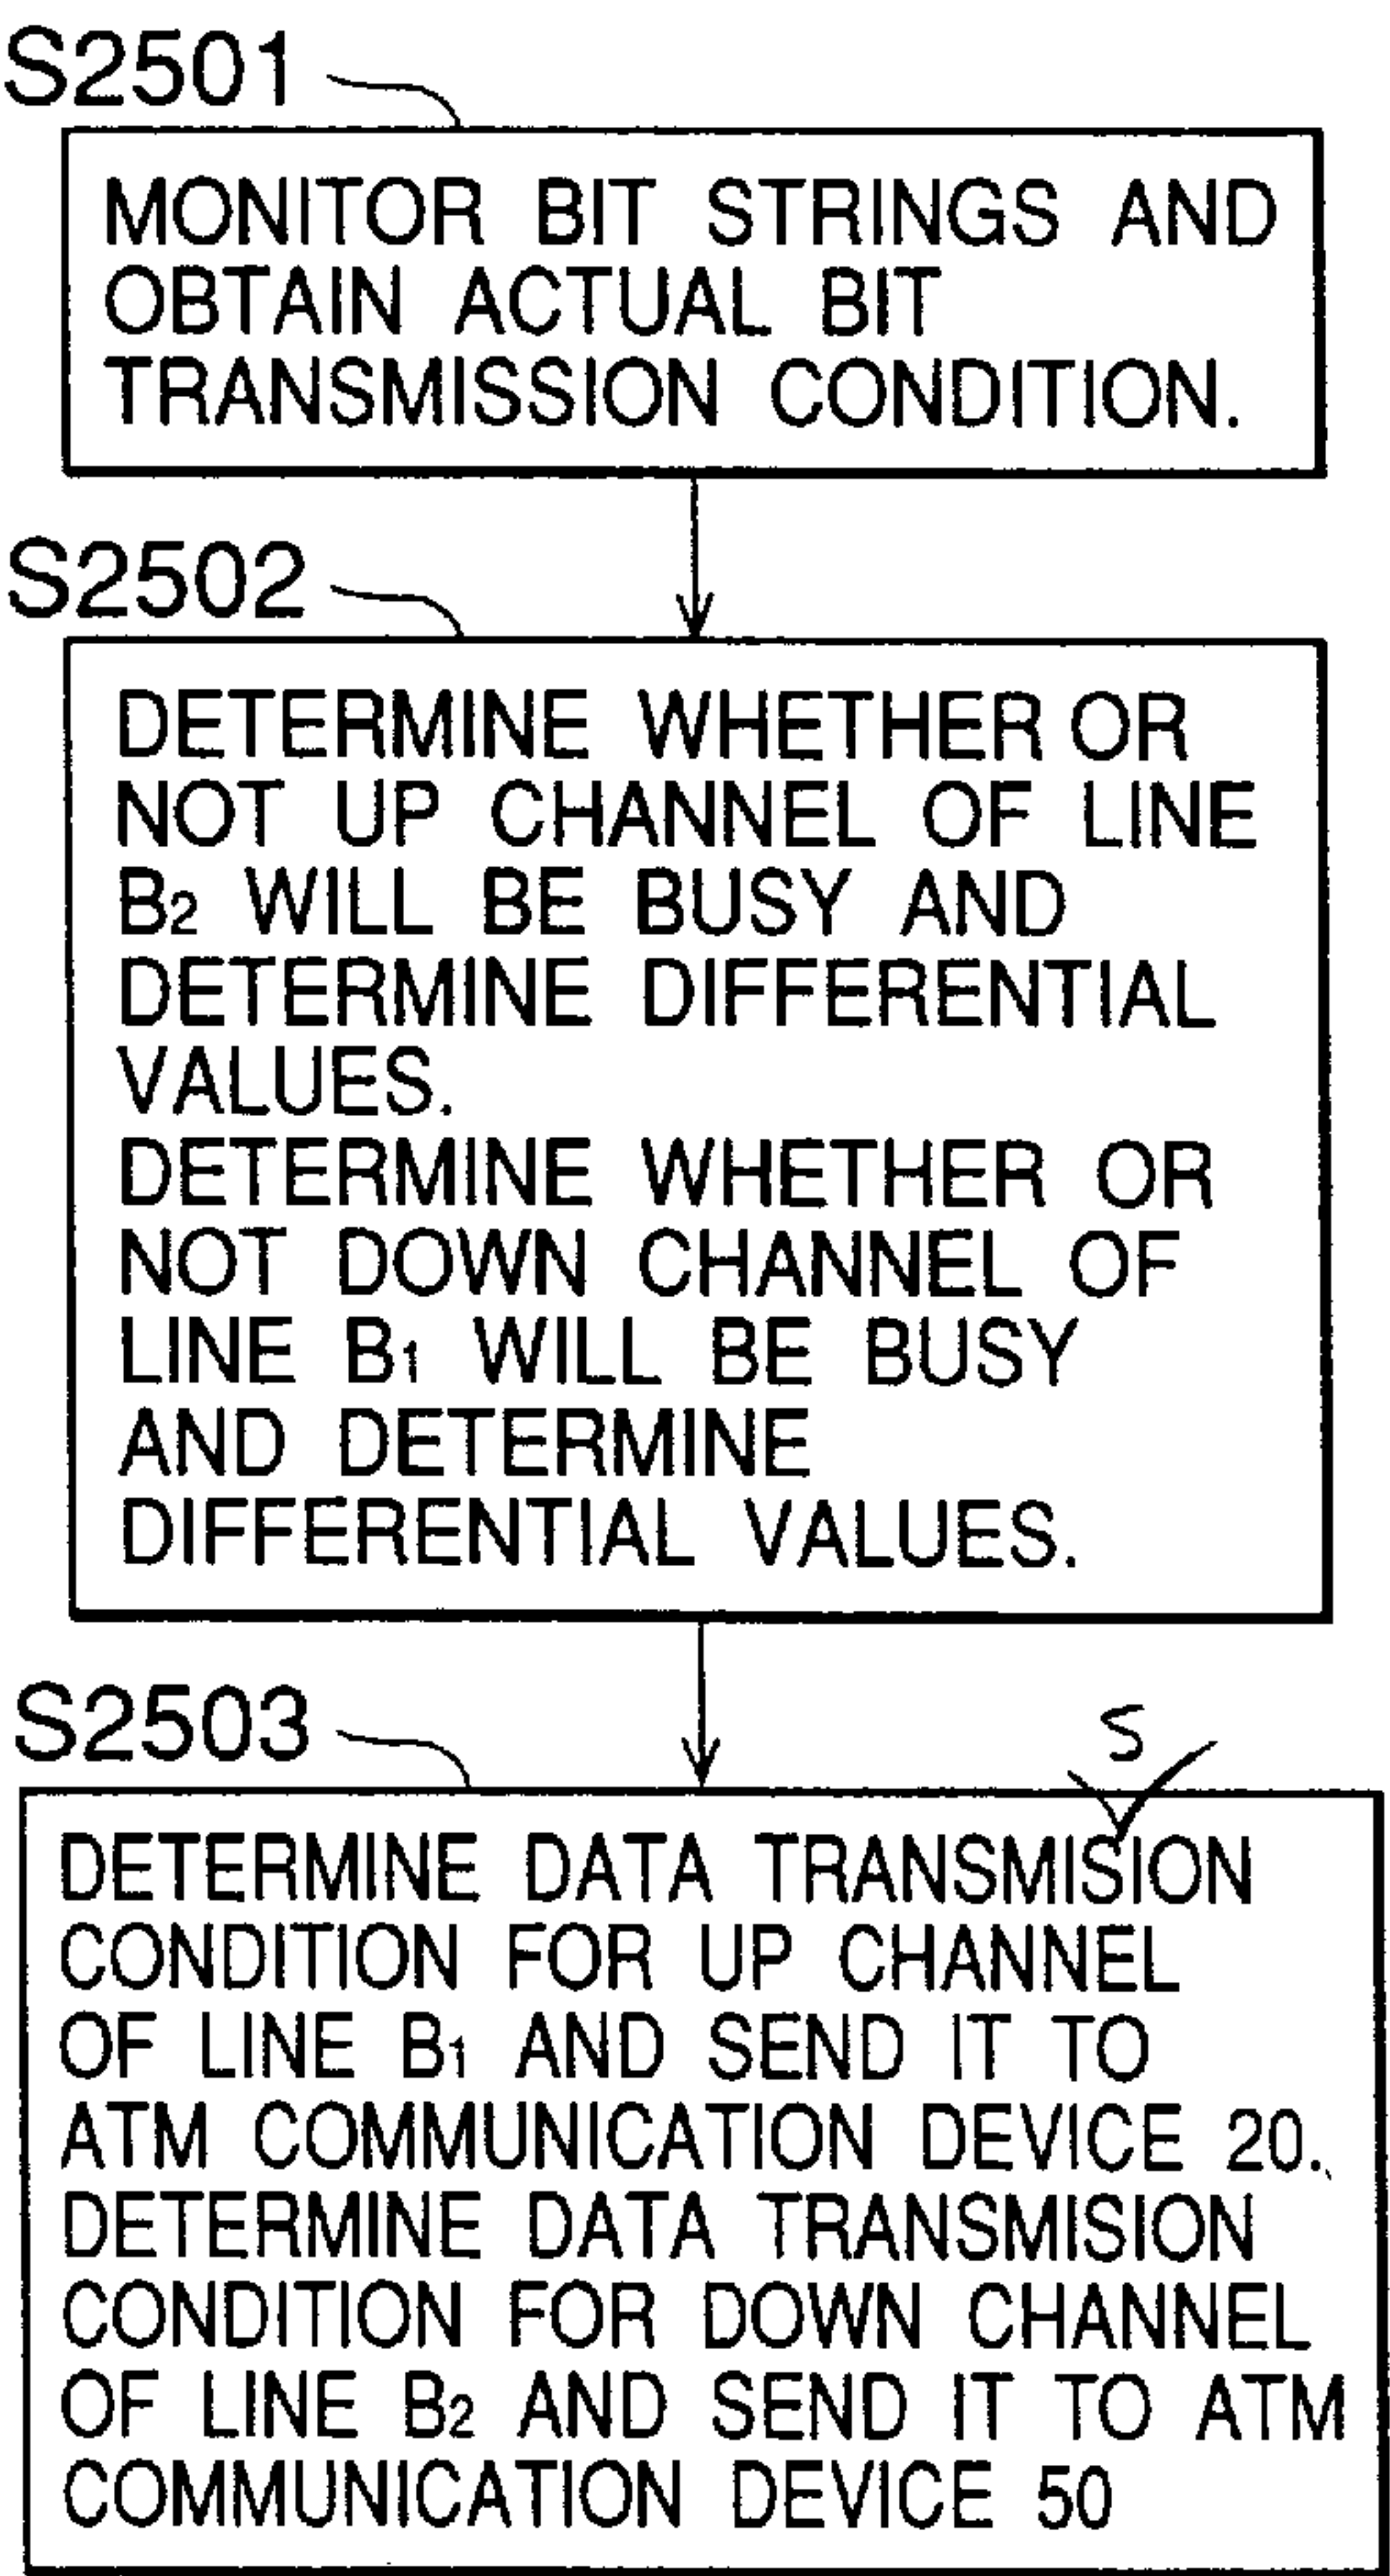 S2501
MONITOR BIT STRINGS AND
OBTAIN ACTUAL BIT
TRANSMISSION CONDITION.
S2502
DETERMINE WHETHER OR
NOT UP CHANNEL OF LINE
B2 WILL BE BUSY AND
DETERMINE DIFFERENTIAL
VALUES.
DETERMINE WHETHER OR
NOT DOWN CHANNEL OF
LINE B1 WILL BE BUSY
AND DETERMINE
DIFFERENTIAL VALUES.
S2503
S
DETERMINE DATA TRANSMISION
CONDITION FOR UP CHANNEL
OF LINE B1 AND SEND IT TO
ATM COMMUNICATION DEVICE 20.
DETERMINE DATA TRANSMISION
CONDITION FOR DOWN CHANNEL
OF LINE B2 AND SEND IT TO ATM
COMMUNICATION DEVICE 50